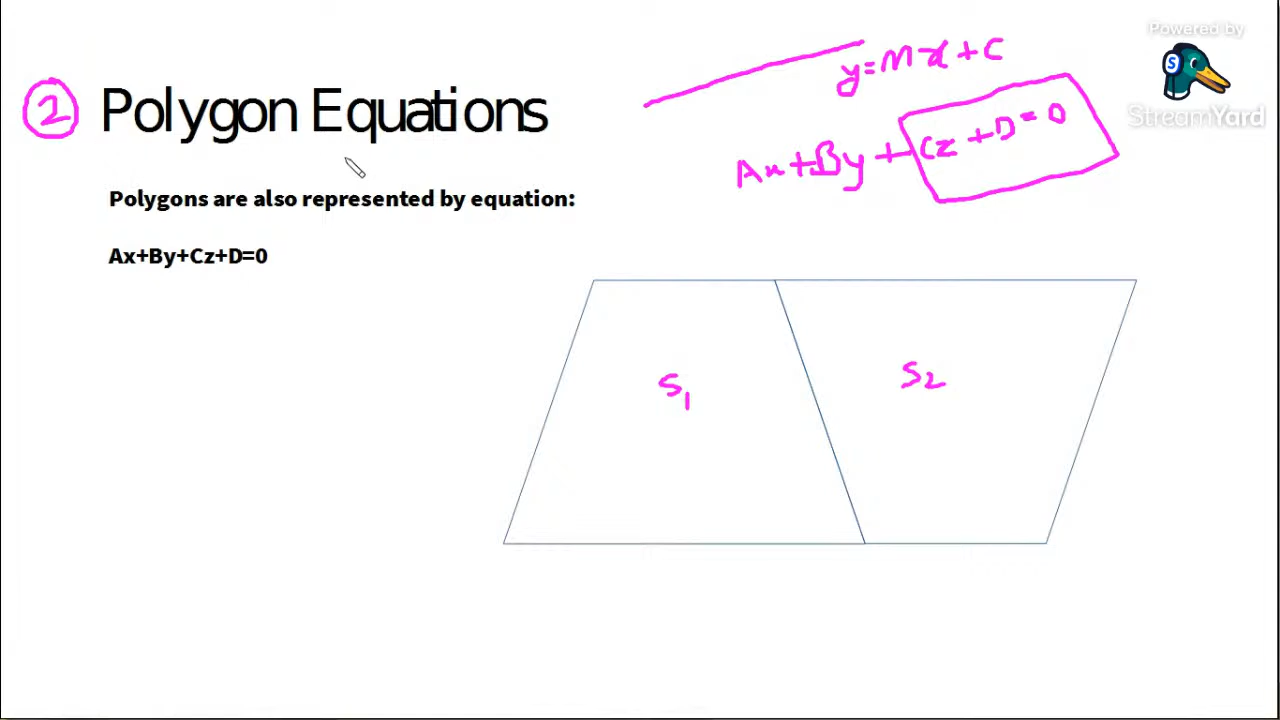 Powered by
StreamYard
y=mx+c
② Polygon Equations
Ax+By+Cz+D=0
Polygons are also represented by equation:
Ax+By+Cz+D=0
S1
S2